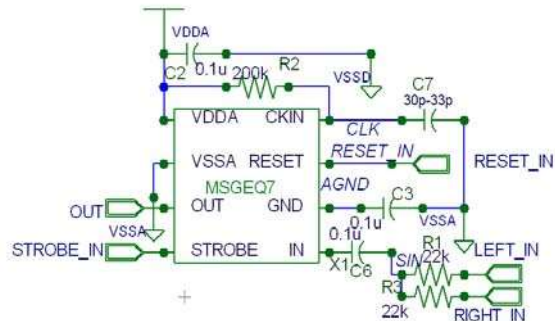 VDDA
C2
0.1u
R2
200k
VSSD
C7
30p-33p
VDDA
CKIN
CLK
VSSA
RESET
RESET_IN
RESET_IN
MSGEQ7
AGND
OUT
OUT
GND
C3
0.1u
VSSA
VSSA
STROBE_IN
STROBE
IN
0.1u
X1
C6
SIN
R1
22k
LEFT_IN
R3
22k
RIGHT_IN